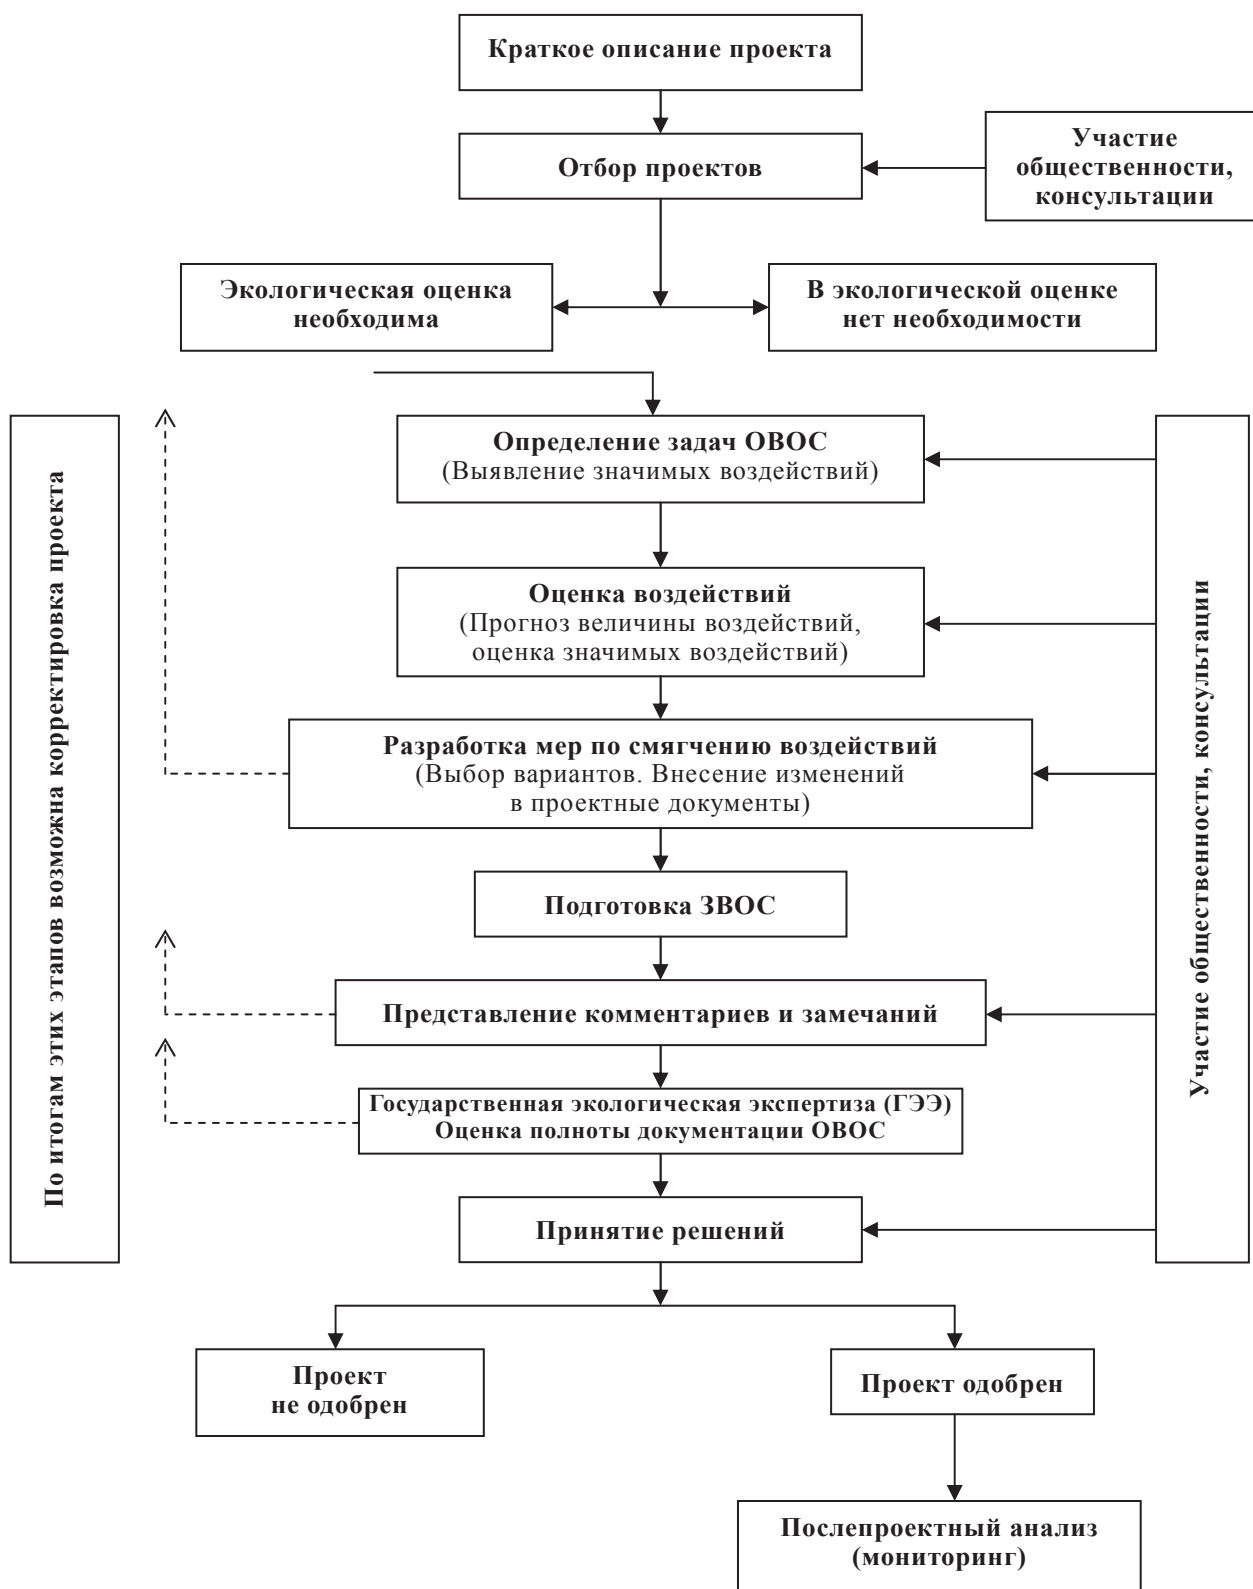 Краткое описание проекта
Отбор проектов
Участие
общественности,
консультации
Экологическая оценка
необходима
В экологической оценке
нет необходимости
По итогам этих этапов возможна корректировка проекта
Определение задач ОВОС
(Выявление значимых воздействий)
Оценка воздействий
(Прогноз величины воздействий,
оценка значимых воздействий)
Разработка мер по смягчению воздействий
(Выбор вариантов. Внесение изменений
в проектные документы)
Подготовка ЗВОС
Представление комментариев и замечаний
Государственная экологическая экспертиза (ГЭЭ)
Оценка полноты документации ОВОС
Принятие решений
Участие общественности, консультации
Проект
не одобрен
Проект одобрен
Послепроектный анализ
(мониторинг)